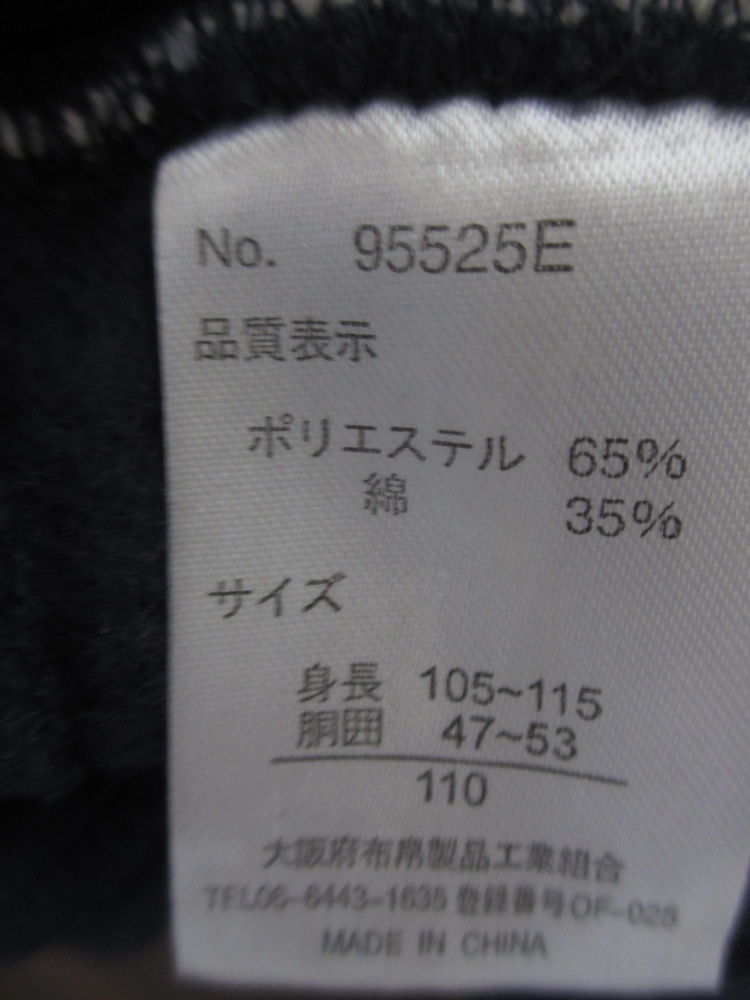 No. 95525E
品質表示
ポリエステル 65%
綿 35%
サイズ
身長 105~115
胴囲 47~53
110
大阪府布帛製品工業組合
TEL06-6443-1635 登録番号OF-028
MADE IN CHINA